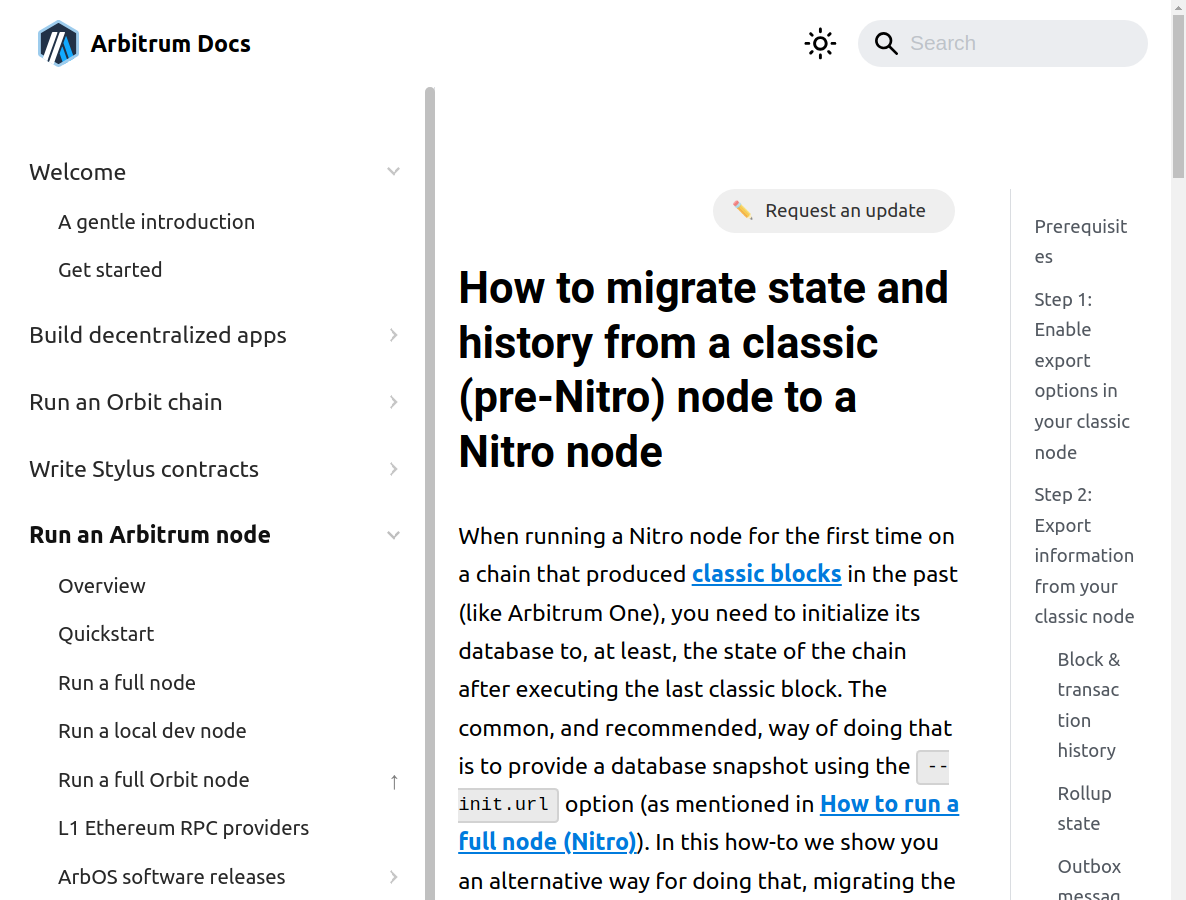 Arbitrum Docs
Search
Welcome
A gentle introduction
Get started
Build decentralized apps
Run an Orbit chain
Write Stylus contracts
Run an Arbitrum node
Overview
Quickstart
Run a full node
Run a local dev node
Run a full Orbit node ↑
L1 Ethereum RPC providers
ArbOS software releases
Request an update
How to migrate state and
history from a classic
(pre-Nitro) node to a
Nitro node
When running a Nitro node for the first time on
a chain that produced classic blocks in the past
(like Arbitrum One), you need to initialize its
database to, at least, the state of the chain
after executing the last classic block. The
common, and recommended, way of doing that
is to provide a database snapshot using the --
init.url option (as mentioned in How to run a
full node (Nitro)). In this how-to we show you
an alternative way for doing that, migrating the
Prerequisit
es
Step 1:
Enable
export
options in
your classic
node
Step 2:
Export
information
from your
classic node
Block &
transac
tion
history
Rollup
state
Outbox
messag